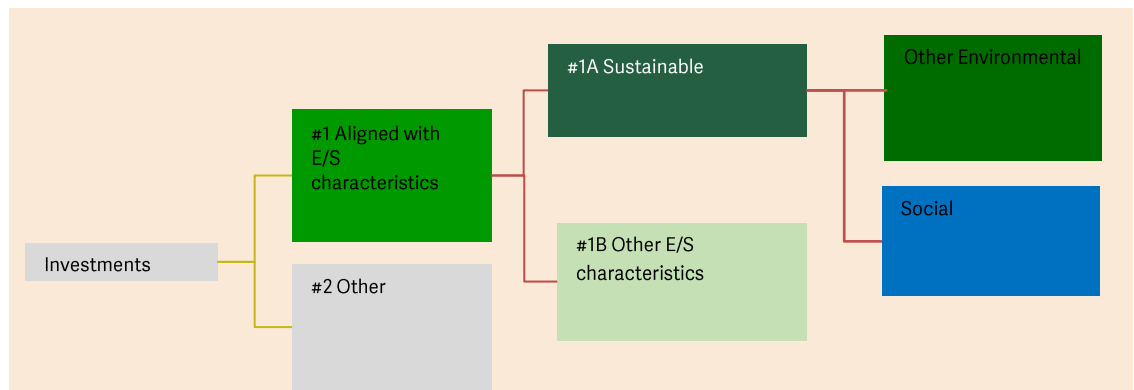 Investments
#1 Aligned with
E/S
characteristics
#2 Other
#1A Sustainable
#1B Other E/S
characteristics
Other Environmental
Social